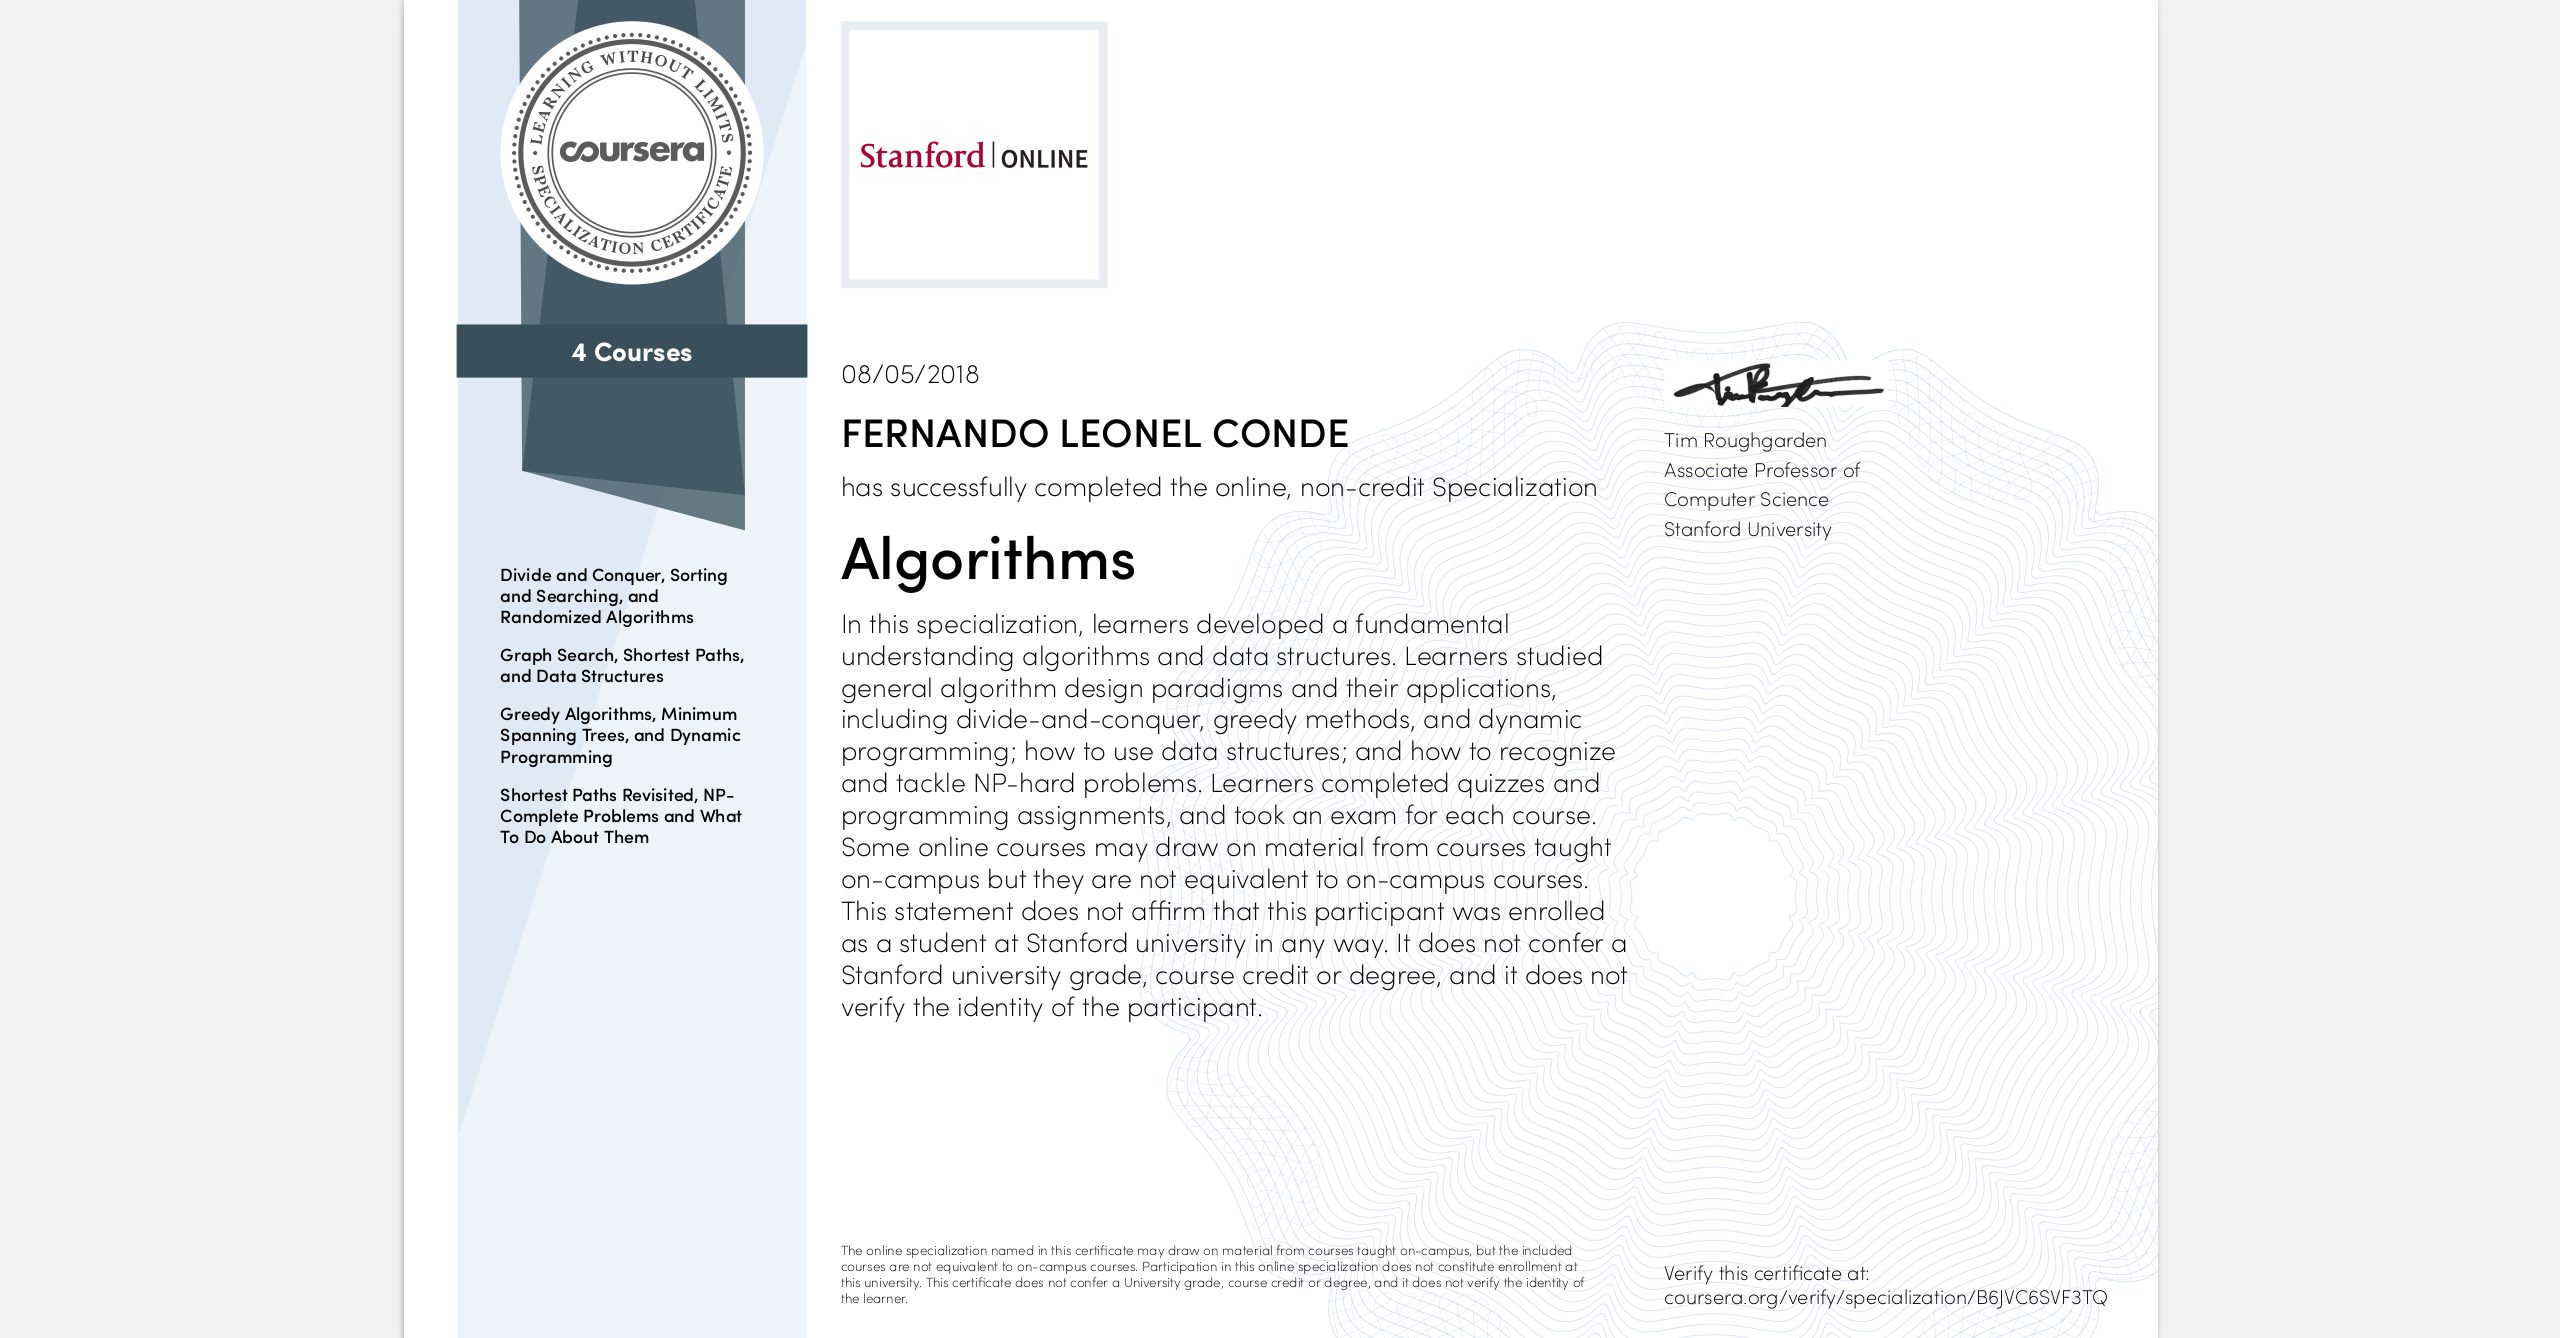 LEARNING WITHOUT LIMITS
coursera
SPECIALIZATION CERTIFICATE
4 Courses
Divide and Conquer, Sorting
and Searching, and
Randomized Algorithms
Graph Search, Shortest Paths,
and Data Structures
Greedy Algorithms, Minimum
Spanning Trees, and Dynamic
Programming
Shortest Paths Revisited, NP-
Complete Problems and What
To Do About Them
Stanford | ONLINE
08/05/2018
FERNANDO LEONEL CONDE
has successfully completed the online, non-credit Specialization
Algorithms
In this specialization, learners developed a fundamental
understanding algorithms and data structures. Learners studied
general algorithm design paradigms and their applications,
including divide-and-conquer, greedy methods, and dynamic
programming; how to use data structures; and how to recognize
and tackle NP-hard problems. Learners completed quizzes and
programming assignments, and took an exam for each course.
Some online courses may draw on material from courses taught
on-campus but they are not equivalent to on-campus courses.
This statement does not affirm that this participant was enrolled
as a student at Stanford university in any way. It does not confer a
Stanford university grade, course credit or degree, and it does not
verify the identity of the participant.
Tim Roughgarden
Associate Professor of
Computer Science
Stanford University
The online specialization named in this certificate may draw on material from courses taught on-campus, but the included
courses are not equivalent to on-campus courses. Participation in this online specialization does not constitute enrollment at
this university. This certificate does not confer a University grade, course credit or degree, and it does not verify the identity of
the learner.
Verify this certificate at:
coursera.org/verify/specialization/B6JVC6SVF3TQ